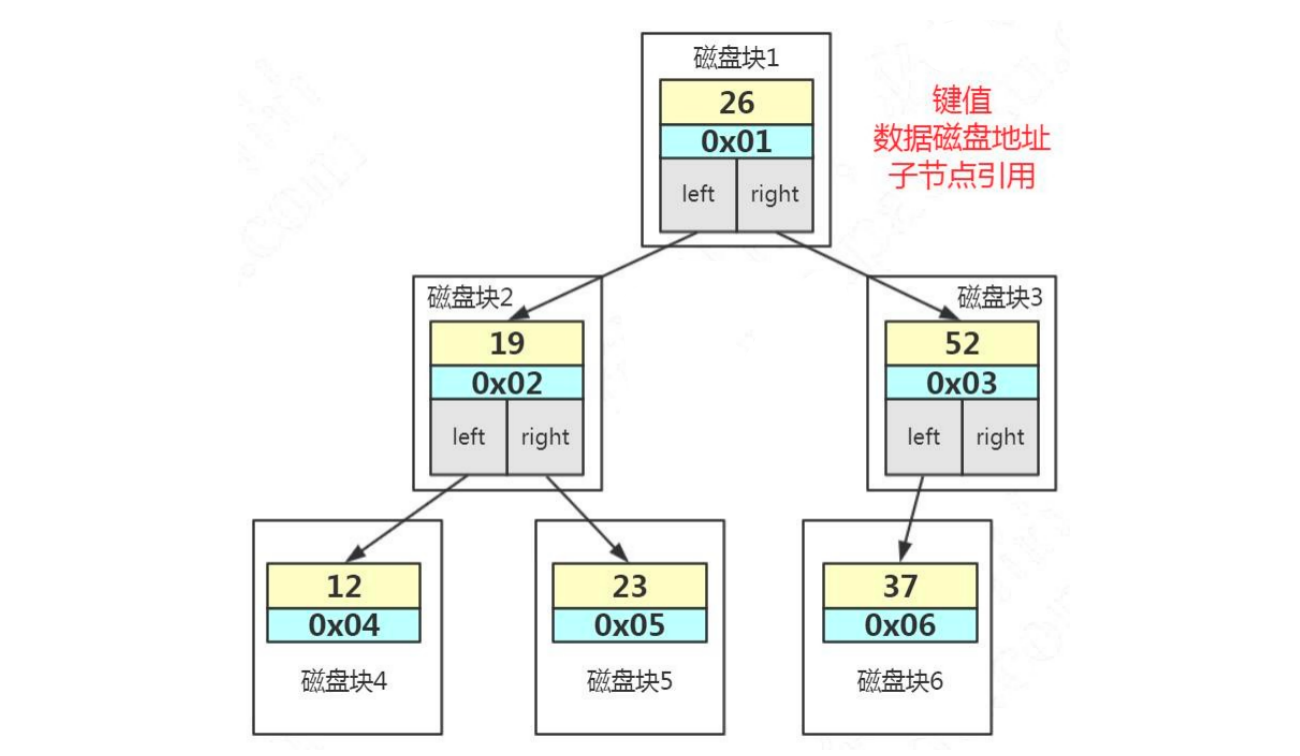 磁盘块1
26
0x01
left right
键值
数据磁盘地址
子节点引用
磁盘块2
19
0x02
left right
磁盘块3
52
0x03
left right
12
0x04
磁盘块4
23
0x05
磁盘块5
37
0x06
磁盘块6